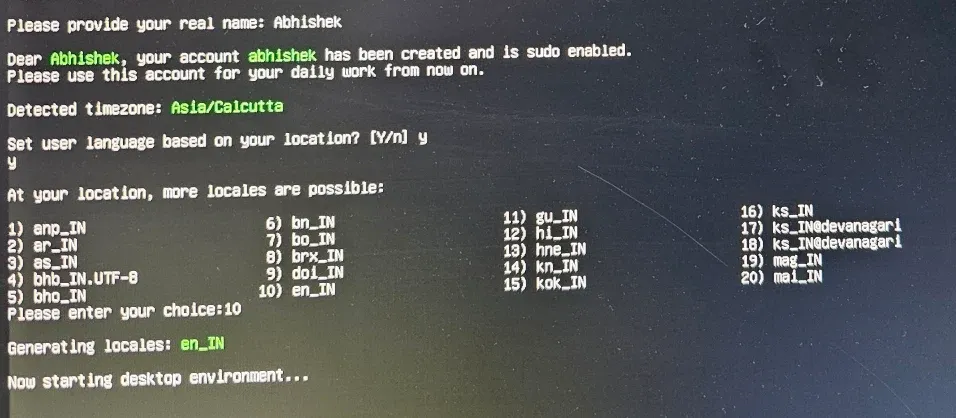 Please provide your real name: Abhishek
Dear Abhishek, your account abhishek has been created and is sudo enabled.
Please use this account for your daily work from now on.
Detected timezone: Asia/Calcutta
Set user language based on your location? [Y/n] y
y
At your location, more locales are possible:
1) anp_IN 6) bn_IN 11) gu_IN 16) ks_IN
2) ar_IN 7) bo_IN 12) hi_IN 17) ks_IN@devanagari
3) as_IN 8) brx_IN 13) hne_IN 18) ks_IN@devanagari
4) bhb_IN.UTF-8 9) doi_IN 14) kn_IN 19) mag_IN
5) bho_IN 10) en_IN 15) kok_IN 20) mai_IN
Please enter your choice:10
Generating locales: en_IN
Now starting desktop environment...